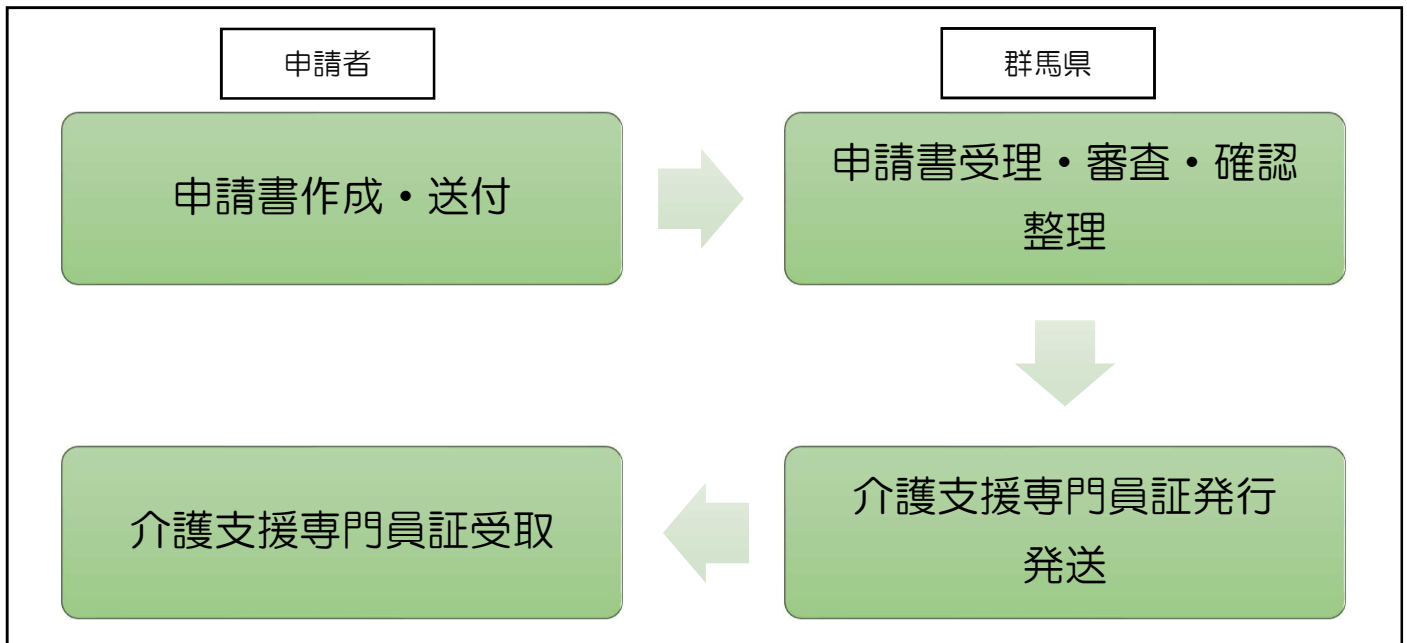 申請者
群馬県
申請書作成・送付
申請書受理・審査・確認
整理
介護支援専門員証発行
発送
介護支援専門員証受取